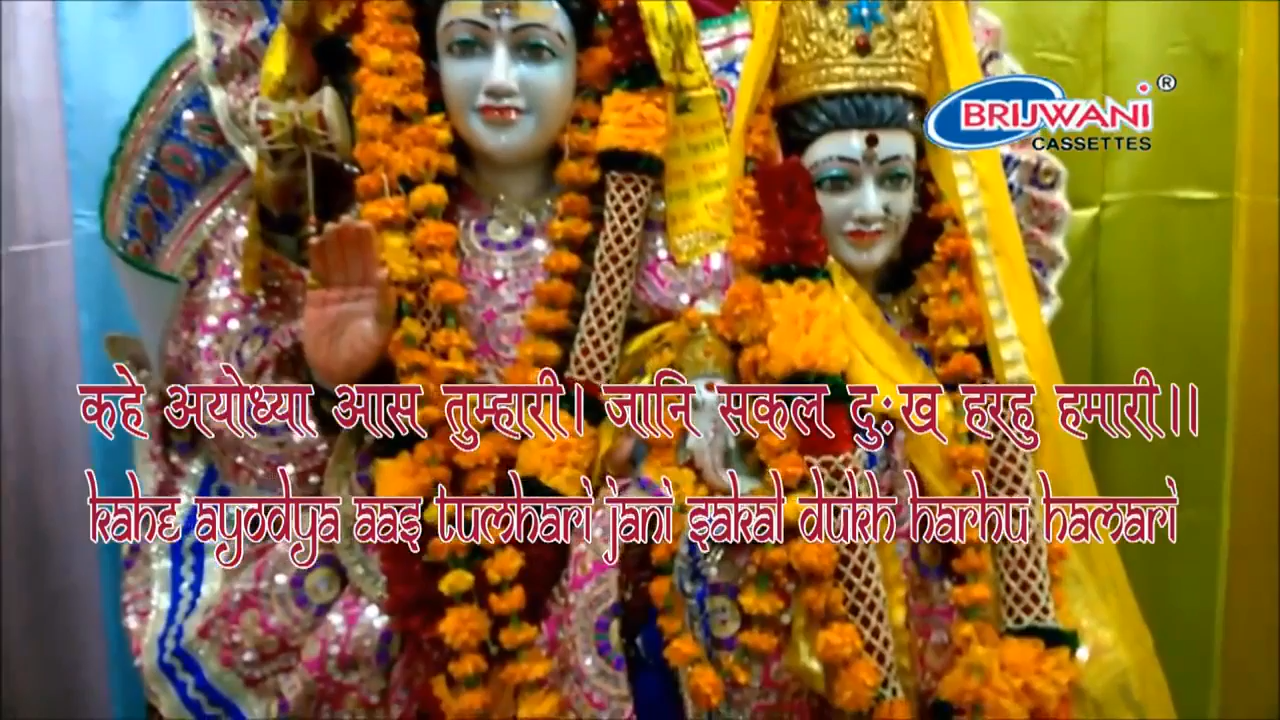 BRIJWANI ®
CASSETTES
कहे अयोध्या आस तुम्हारी। जानि सकल दुःख हरहु हमारी।।
kahe ayodya aas tumhari jani sakal dukh harhu hamari